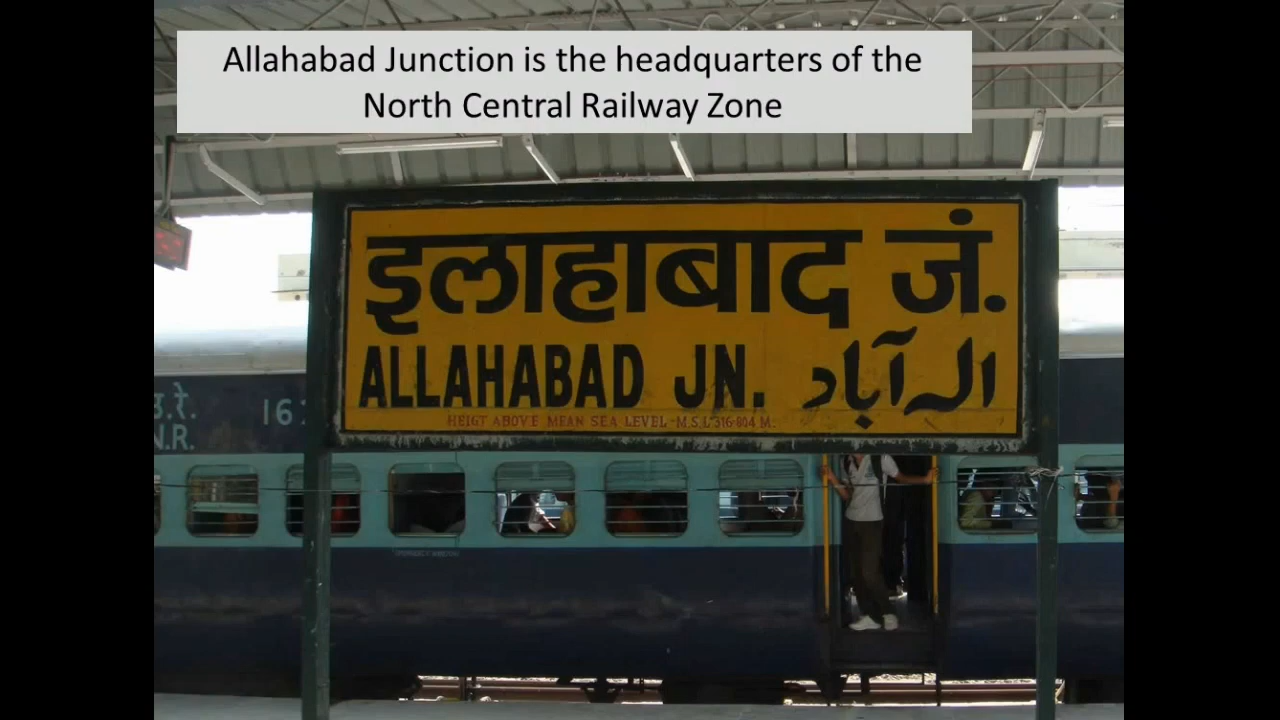 Allahabad Junction is the headquarters of the
North Central Railway Zone
इलाहाबाद जं.
ALLAHABAD JN. الہ آباد
HEIGT ABOVE MEAN SEA LEVEL M.S.L 316.804 M.
उ.रे.
N.R.